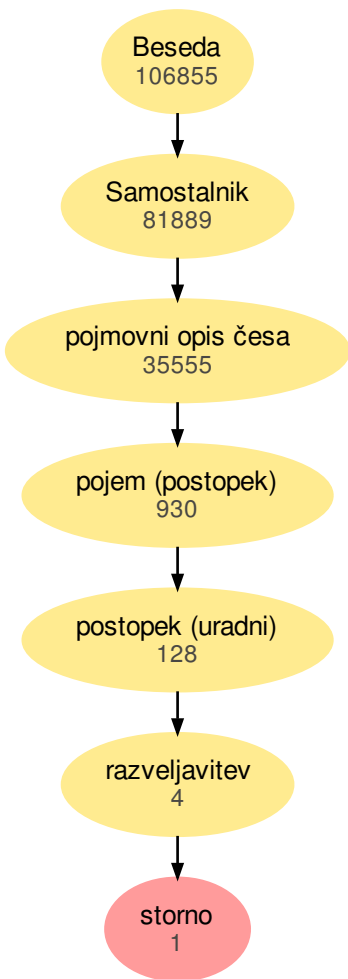 Beseda
106855
Samostalnik
81889
pojmovni opis česa
35555
pojem (postopek)
930
postopek (uradni)
128
razveljavitev
4
storno
1